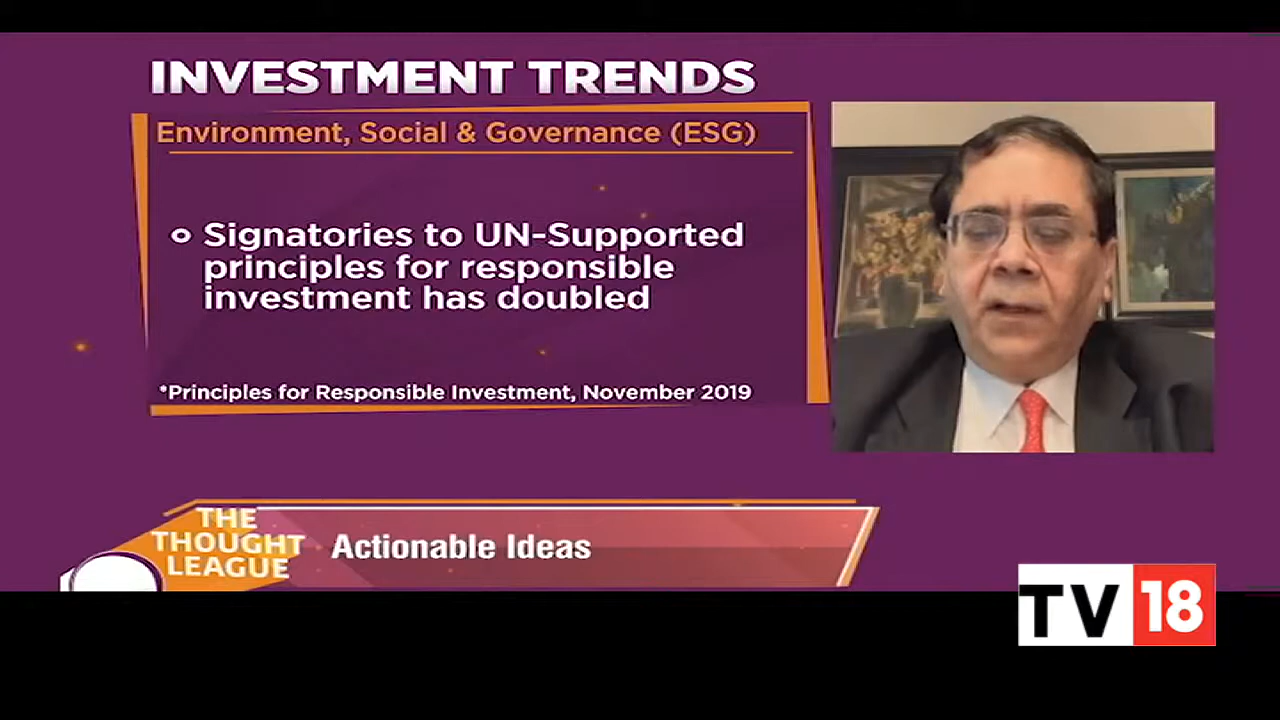 INVESTMENT TRENDS
Environment, Social & Governance (ESG)
Signatories to UN-Supported
principles for responsible
investment has doubled
*Principles for Responsible Investment, November 2019
THE
THOUGHT
LEAGUE
Actionable Ideas
TV18